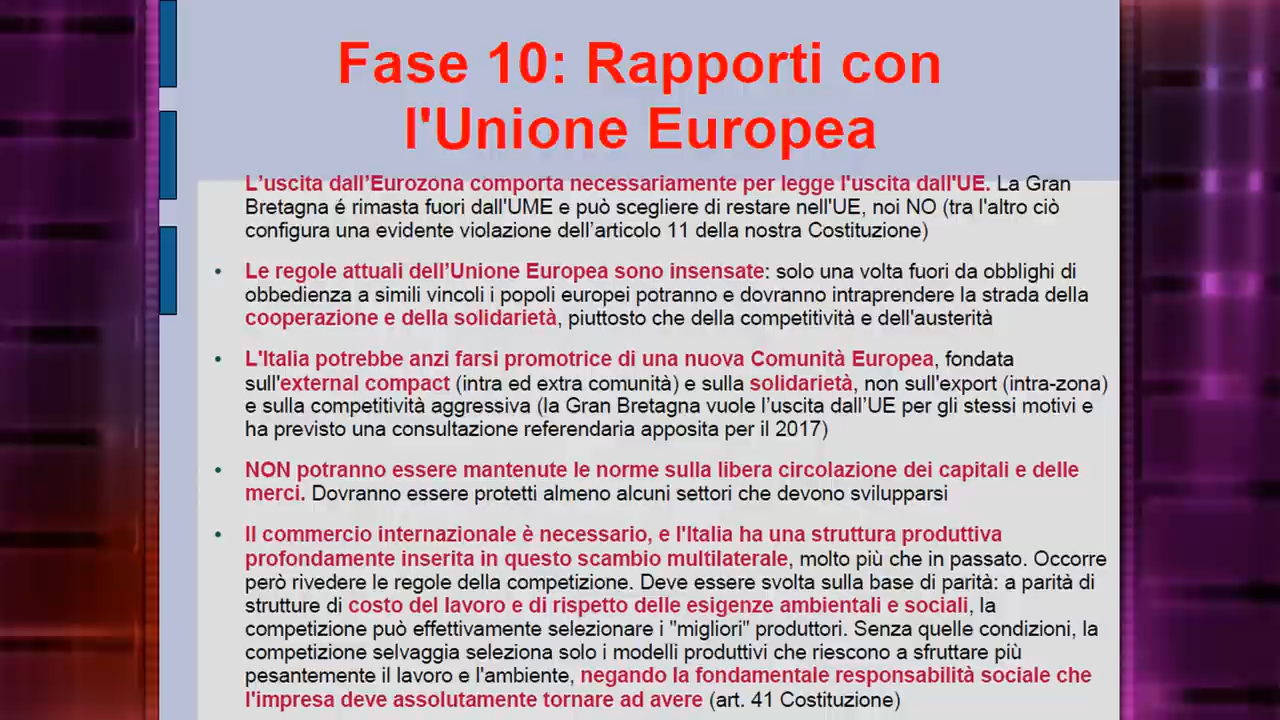 Fase 10: Rapporti con
l'Unione Europea
L’uscita dall’Eurozona comporta necessariamente per legge l'uscita dall'UE. La Gran
Bretagna é rimasta fuori dall'UME e può scegliere di restare nell'UE, noi NO (tra l'altro ciò
configura una evidente violazione dell’articolo 11 della nostra Costituzione)
• Le regole attuali dell’Unione Europea sono insensate: solo una volta fuori da obblighi di
obbedienza a simili vincoli i popoli europei potranno e dovranno intraprendere la strada della
cooperazione e della solidarietà, piuttosto che della competitività e dell'austerità
• L'Italia potrebbe anzi farsi promotrice di una nuova Comunità Europea, fondata
sull'external compact (intra ed extra comunità) e sulla solidarietà, non sull'export (intra-zona)
e sulla competitività aggressiva (la Gran Bretagna vuole l’uscita dall’UE per gli stessi motivi e
ha previsto una consultazione referendaria apposita per il 2017)
• NON potranno essere mantenute le norme sulla libera circolazione dei capitali e delle
merci. Dovranno essere protetti almeno alcuni settori che devono svilupparsi
• Il commercio internazionale è necessario, e l'Italia ha una struttura produttiva
profondamente inserita in questo scambio multilaterale, molto più che in passato. Occorre
però rivedere le regole della competizione. Deve essere svolta sulla base di parità: a parità di
strutture di costo del lavoro e di rispetto delle esigenze ambientali e sociali, la
competizione può effettivamente selezionare i "migliori" produttori. Senza quelle condizioni, la
competizione selvaggia seleziona solo i modelli produttivi che riescono a sfruttare più
pesantemente il lavoro e l'ambiente, negando la fondamentale responsabilità sociale che
l'impresa deve assolutamente tornare ad avere (art. 41 Costituzione)